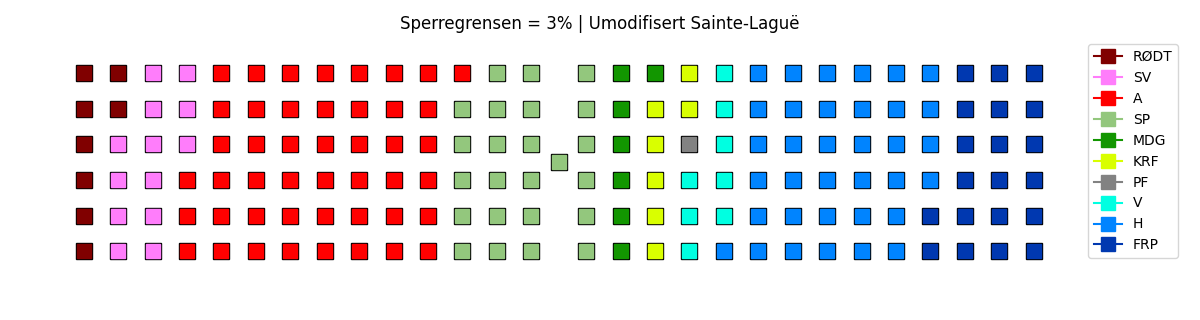 Sperregrensen = 3% | Umodifisert Sainte-Laguë
RØDT
SV
A
SP
MDG
KRF
PF
V
H
FRP